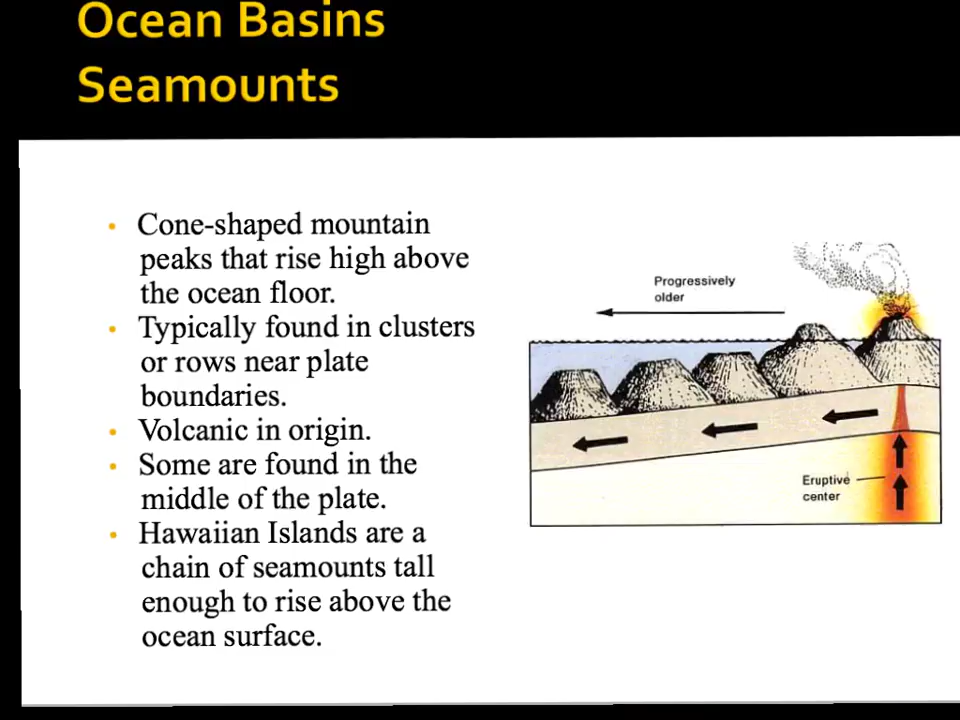 Ocean Basins
Seamounts
• Cone-shaped mountain
peaks that rise high above
the ocean floor.
• Typically found in clusters
or rows near plate
boundaries.
• Volcanic in origin.
• Some are found in the
middle of the plate.
• Hawaiian Islands are a
chain of seamounts tall
enough to rise above the
ocean surface.
Progressively
older
Eruptive
center